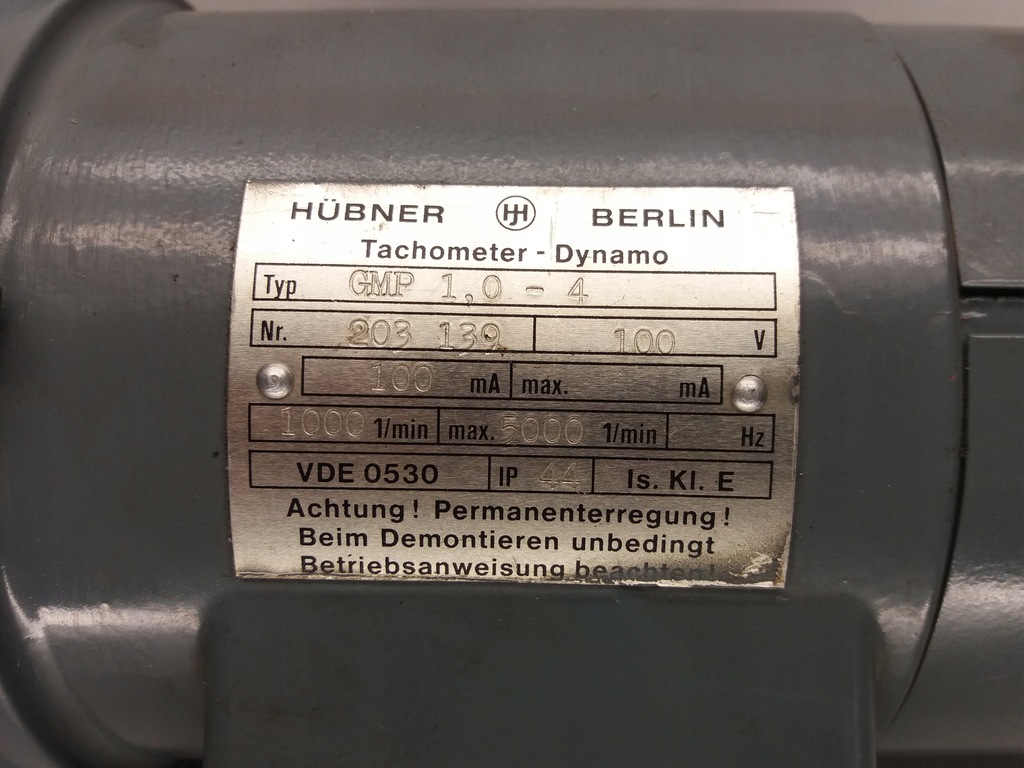 HÜBNER HJH BERLIN
Tachometer - Dynamo
Typ GMP 1,0 - 4
Nr. 203 139 100 V
100 mA max. mA
1000 1/min max. 5000 1/min Hz
VDE 0530 IP 44 Is. Kl. E
Achtung! Permanenterregung!
Beim Demontieren unbedingt
Betriebsanweisung beachten!